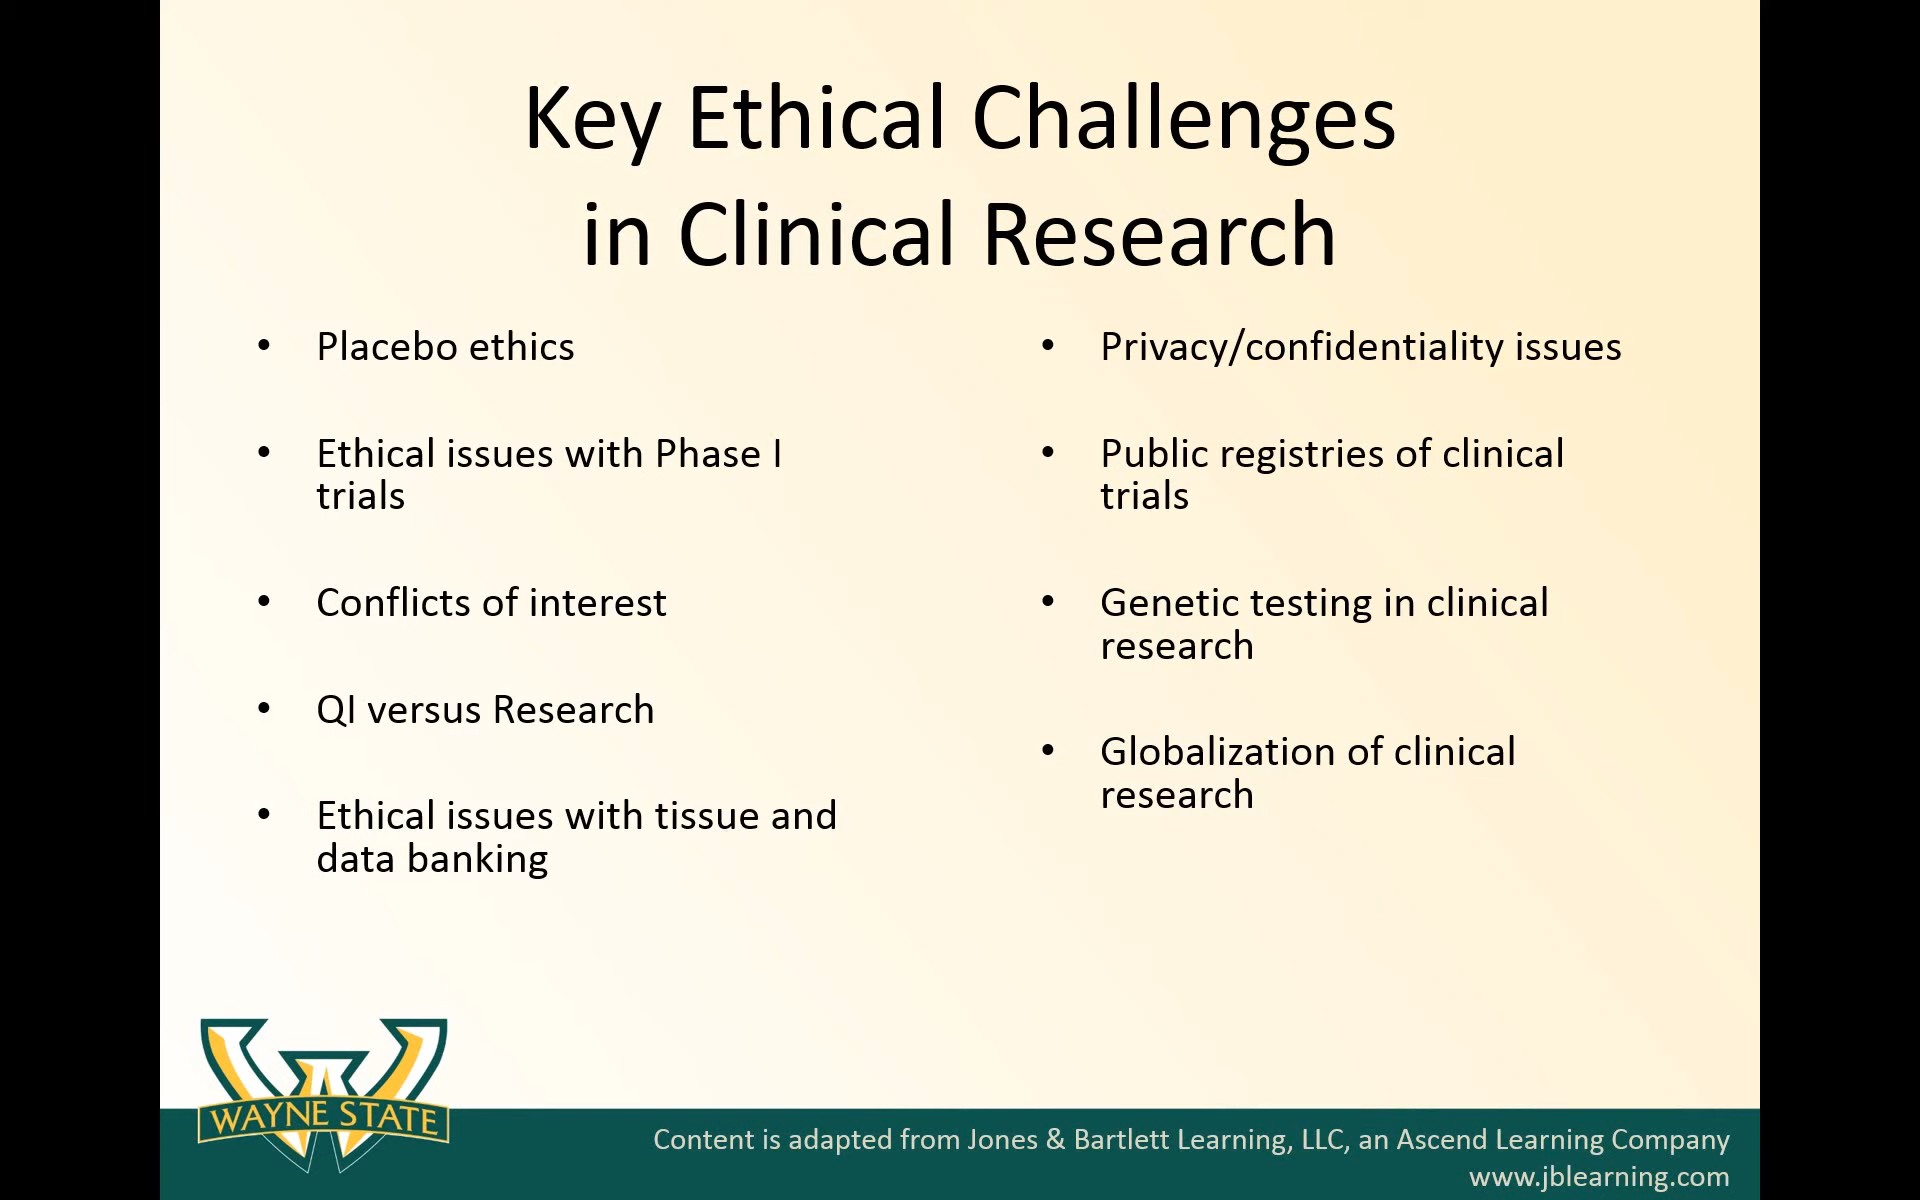 Key Ethical Challenges
in Clinical Research
• Placebo ethics
• Ethical issues with Phase I
trials
• Conflicts of interest
• QI versus Research
• Ethical issues with tissue and
data banking
• Privacy/confidentiality issues
• Public registries of clinical
trials
• Genetic testing in clinical
research
• Globalization of clinical
research
WAYNE STATE
Content is adapted from Jones & Bartlett Learning, LLC, an Ascend Learning Company
www.jblearning.com